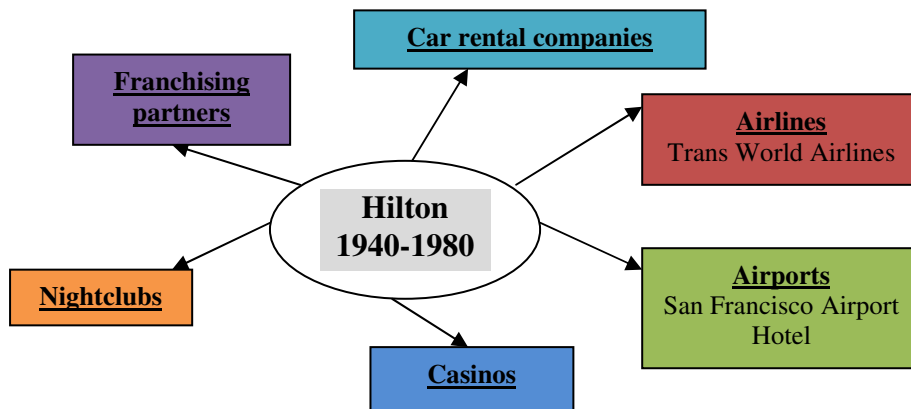 Car rental companies
Franchising
partners
Airlines
Trans World Airlines
Hilton
1940-1980
Airports
San Francisco Airport
Hotel
Nightclubs
Casinos